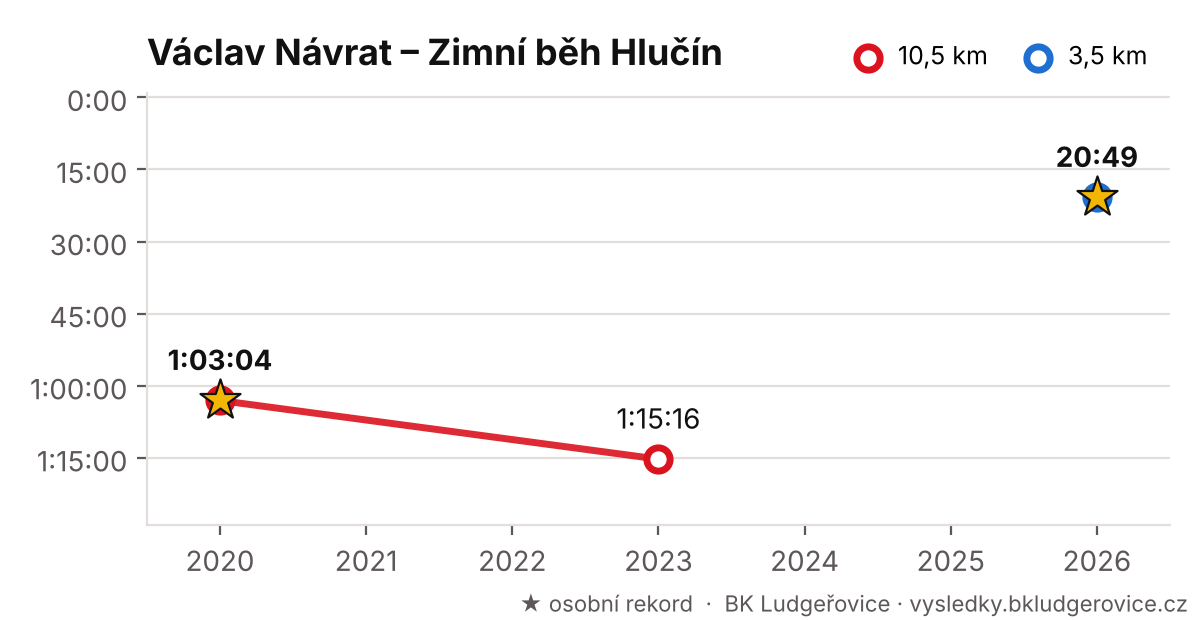 Václav Návrat – Zimní běh Hlučín
10,5 km
3,5 km
0:00
15:00
30:00
45:00
1:00:00
1:15:00
20:49
1:03:04
1:15:16
2020 2021 2022 2023 2024 2025 2026
★ osobní rekord · BK Ludgeřovice · vysledky.bkludgerovice.cz